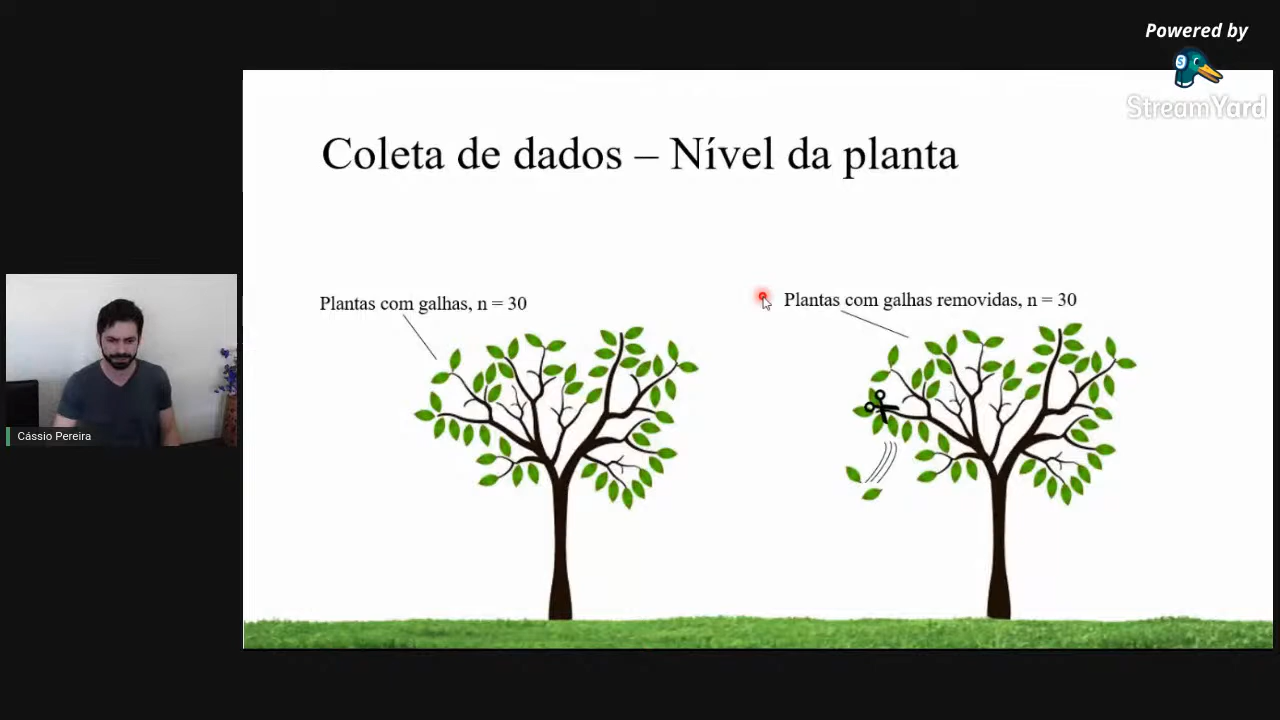 Powered by
StreamYard
Coleta de dados – Nível da planta
Plantas com galhas, n = 30
Plantas com galhas removidas, n = 30
Cássio Pereira